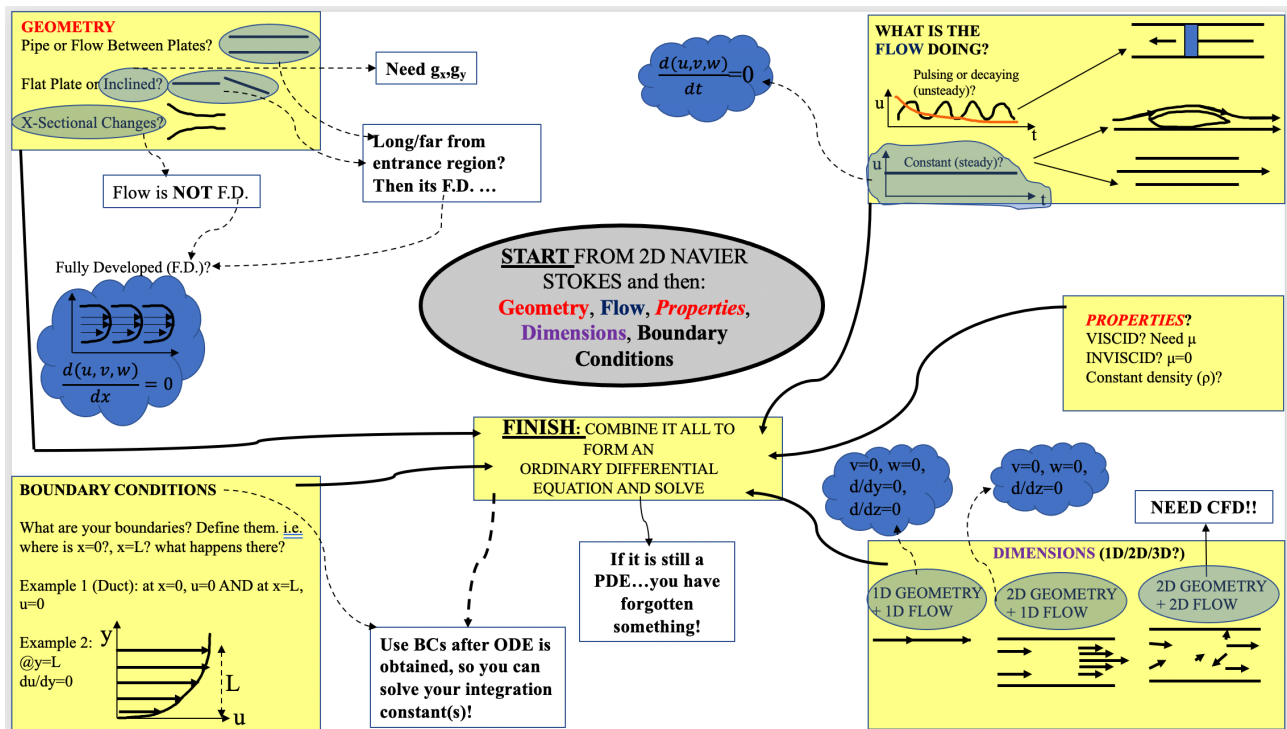 GEOMETRY
Pipe or Flow Between Plates?
Flat Plate or Inclined?
X-Sectional Changes?
Need gₓ,gᵧ
Long/far from
entrance region?
Then its F.D. …
Flow is NOT F.D.
Fully Developed (F.D.)?
d(u, v, w)
dx
= 0
d(u,v,w)
dt
=0
WHAT IS THE
FLOW DOING?
Pulsing or decaying
(unsteady)?
u
t
u
Constant (steady)?
t
START FROM 2D NAVIER
STOKES and then:
Geometry, Flow, Properties,
Dimensions, Boundary
Conditions
PROPERTIES?
VISCID? Need μ
INVISCID? μ=0
Constant density (ρ)?
FINISH: COMBINE IT ALL TO
FORM AN
ORDINARY DIFFERENTIAL
EQUATION AND SOLVE
If it is still a
PDE…you have
forgotten
something!
BOUNDARY CONDITIONS
What are your boundaries? Define them. i.e.
where is x=0?, x=L? what happens there?
Example 1 (Duct): at x=0, u=0 AND at x=L,
u=0
Example 2:
@y=L
du/dy=0
y
L
u
Use BCs after ODE is
obtained, so you can
solve your integration
constant(s)!
v=0, w=0,
d/dy=0,
d/dz=0
v=0, w=0,
d/dz=0
NEED CFD!!
DIMENSIONS (1D/2D/3D?)
1D GEOMETRY
+ 1D FLOW
2D GEOMETRY
+ 1D FLOW
2D GEOMETRY
+ 2D FLOW